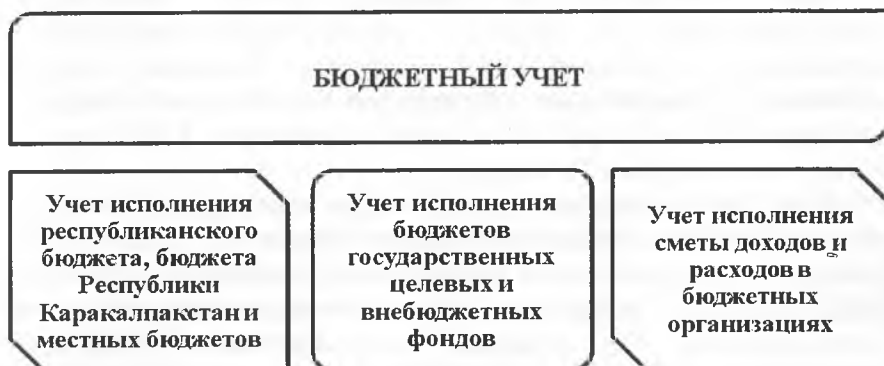 БЮДЖЕТНЫЙ УЧЕТ
Учет исполнения
республиканского
бюджета, бюджета
Республики
Каракалпакстан и
местных бюджетов
Учет исполнения
бюджетов
государственных
целевых и
внебюджетных
фондов
Учет исполнения
сметы доходов и
расходов в
бюджетных
организациях